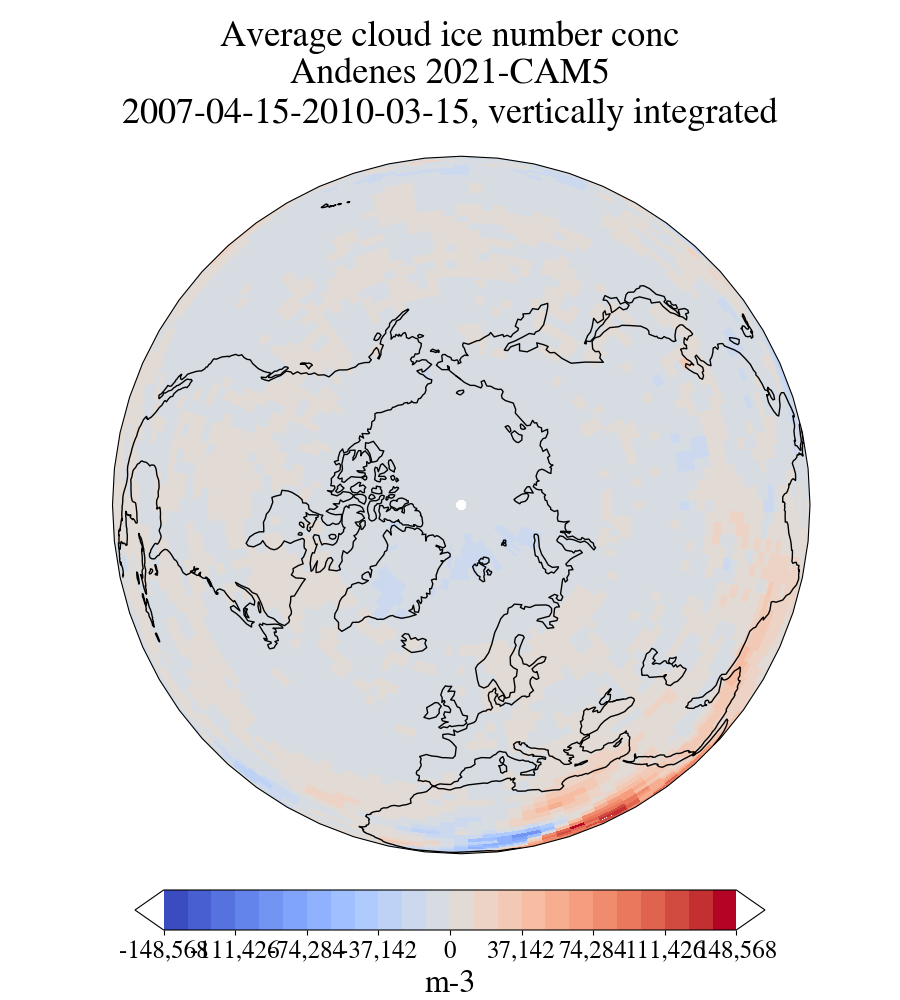 Average cloud ice number conc
Andenes 2021-CAM5
2007-04-15-2010-03-15, vertically integrated
-148,568 -111,426 -74,284 -37,142 0 37,142 74,284 111,426 148,568
m-3